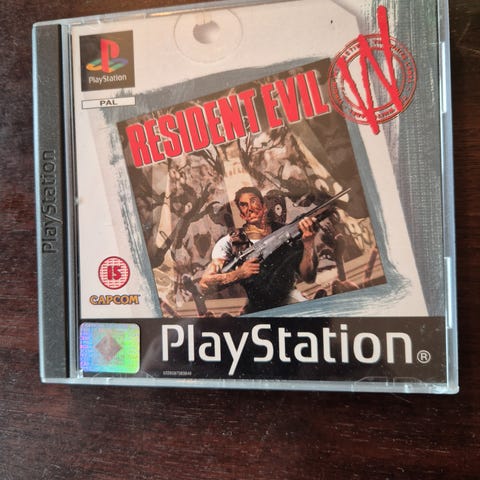 PlayStation
PlayStation
PAL
RESIDENT EVIL
W
15
CAPCOM
PlayStation®